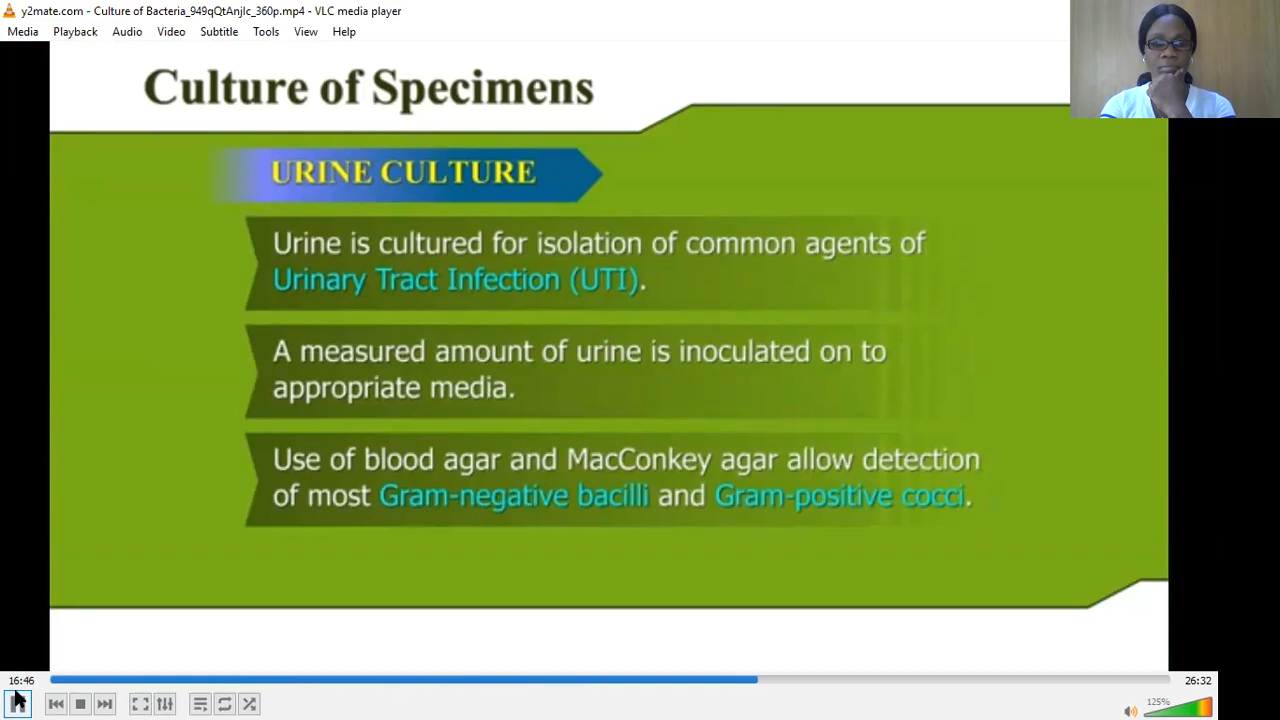 y2mate.com - Culture of Bacteria_949qQtAnjlc_360p.mp4 - VLC media player
Media Playback Audio Video Subtitle Tools View Help
Culture of Specimens
URINE CULTURE
Urine is cultured for isolation of common agents of
Urinary Tract Infection (UTI).
A measured amount of urine is inoculated on to
appropriate media.
Use of blood agar and MacConkey agar allow detection
of most Gram-negative bacilli and Gram-positive cocci.
16:46
26:32
125%